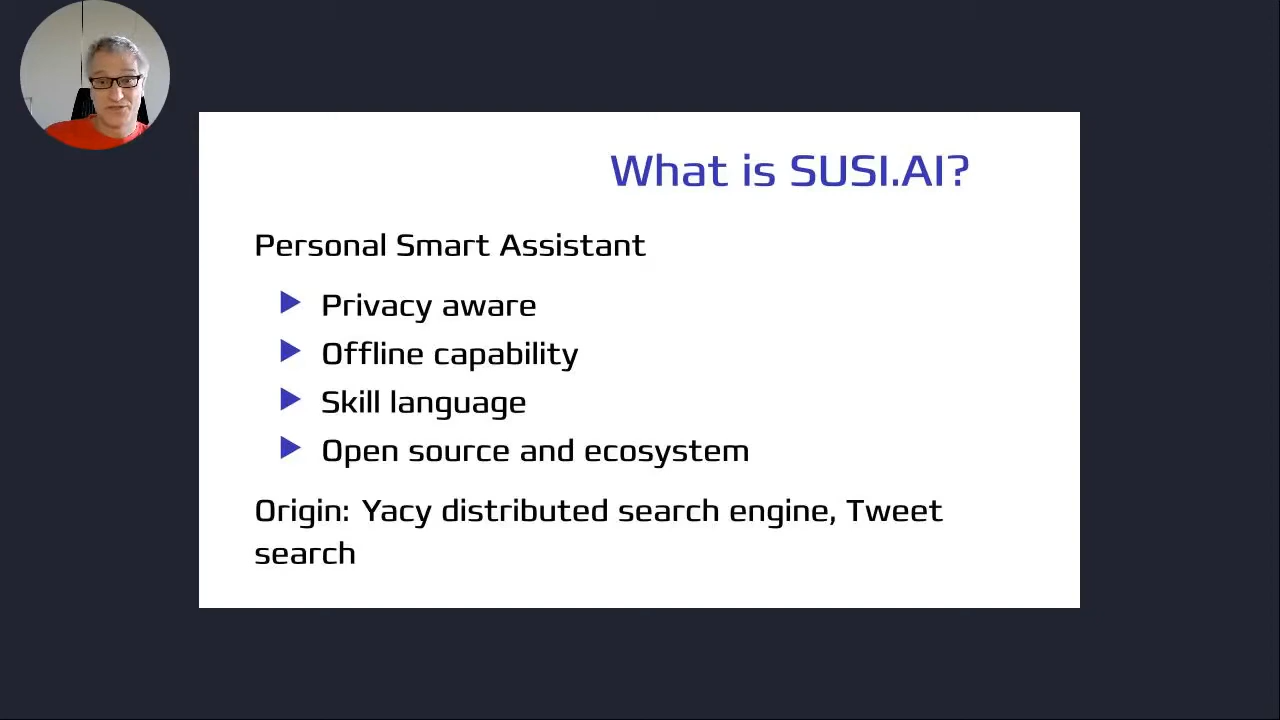 What is SUSI.AI?
Personal Smart Assistant
Privacy aware
Offline capability
Skill language
Open source and ecosystem
Origin: Yacy distributed search engine, Tweet
search